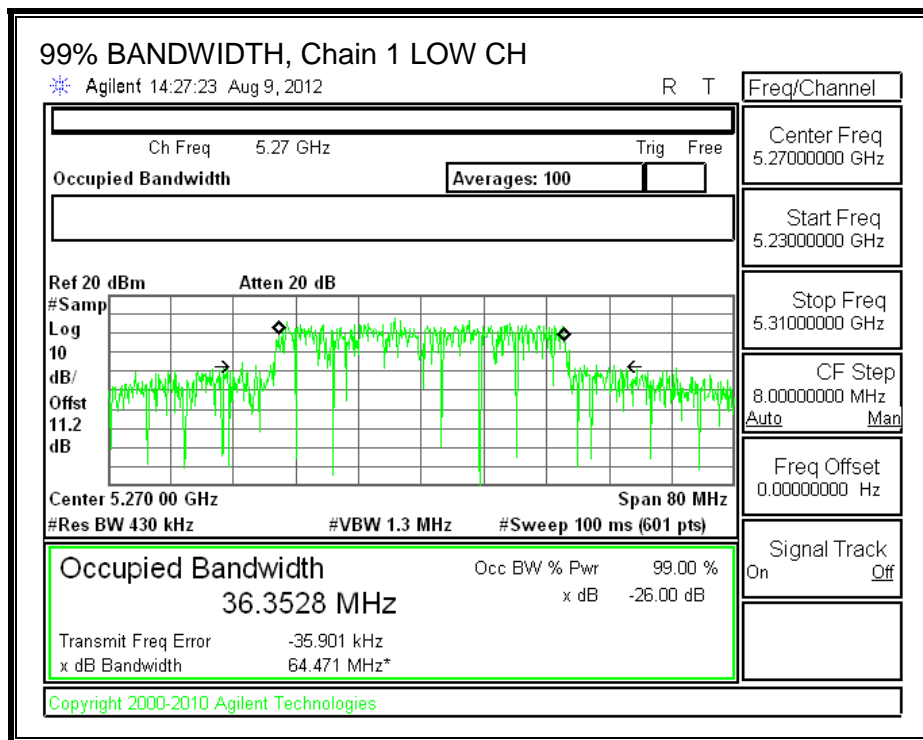 99% BANDWIDTH, Chain 1 LOW CH
Agilent 14:27:23 Aug 9, 2012 R T
Ch Freq 5.27 GHz Trig Free
Occupied Bandwidth Averages: 100
Ref 20 dBm Atten 20 dB
#Samp
Log
10
dB/
Offst
11.2
dB
Center 5.270 00 GHz Span 80 MHz
#Res BW 430 kHz #VBW 1.3 MHz #Sweep 100 ms (601 pts)
Occupied Bandwidth Occ BW % Pwr 99.00 %
36.3528 MHz x dB -26.00 dB
Transmit Freq Error -35.901 kHz
x dB Bandwidth 64.471 MHz*
Copyright 2000-2010 Agilent Technologies
Freq/Channel
Center Freq
5.27000000 GHz
Start Freq
5.23000000 GHz
Stop Freq
5.31000000 GHz
CF Step
8.00000000 MHz
Auto Man
Freq Offset
0.00000000 Hz
Signal Track
On Off